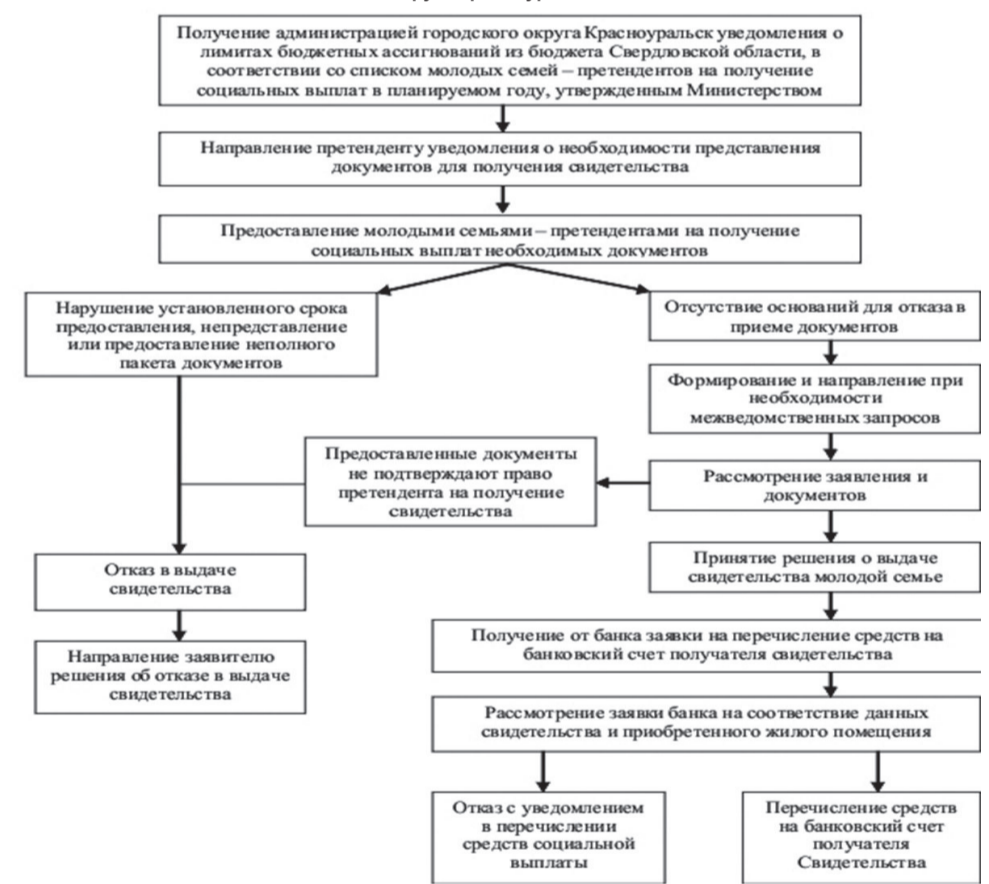 Получение администрацией городского округа Красноуральск уведомления о
лимитах бюджетных ассигнований из бюджета Свердловской области, в
соответствии со списком молодых семей – претендентов на получение
социальных выплат в планируемом году, утвержденным Министерством
Направление претенденту уведомления о необходимости представления
документов для получения свидетельства
Предоставление молодыми семьями – претендентами на получение
социальных выплат необходимых документов
Нарушение установленного срока
предоставления, непредставление
или предоставление неполного
пакета документов
Отсутствие оснований для отказа в
приеме документов
Формирование и направление при
необходимости
межведомственных запросов
Предоставленные документы
не подтверждают право
претендента на получение
свидетельства
Рассмотрение заявления и
документов
Отказ в выдаче
свидетельства
Принятие решения о выдаче
свидетельства молодой семье
Направление заявителю
решения об отказе в выдаче
свидетельства
Получение от банка заявки на перечисление средств на
банковский счет получателя свидетельства
Рассмотрение заявки банка на соответствие данных
свидетельства и приобретенного жилого помещения
Отказ с уведомлением
в перечислении
средств социальной
выплаты
Перечисление средств
на банковский счет
получателя
Свидетельства